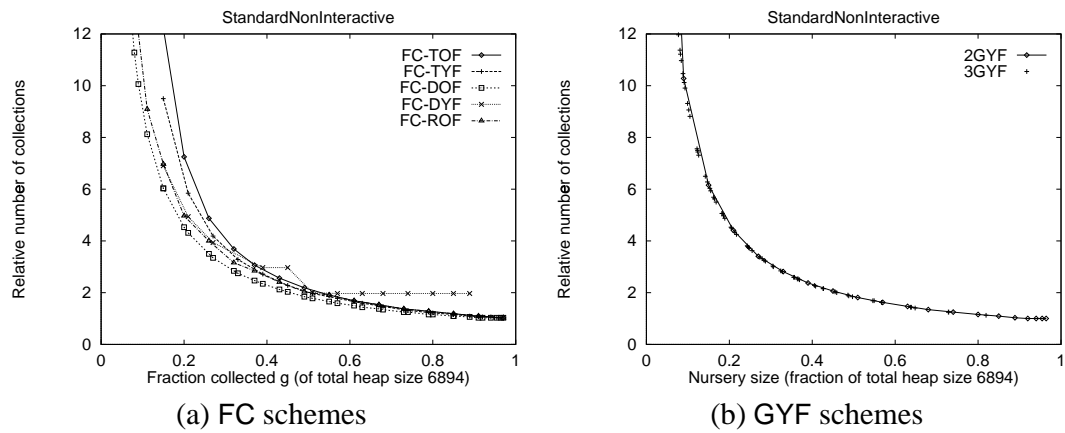 StandardNonInteractive
12
10
8
6
4
2
0
Relative number of collections
FC-TOF
FC-TYF
FC-DOF
FC-DYF
FC-ROF
0 0.2 0.4 0.6 0.8 1
Fraction collected g (of total heap size 6894)
(a) FC schemes
StandardNonInteractive
12
10
8
6
4
2
0
Relative number of collections
2GYF
3GYF
0 0.2 0.4 0.6 0.8 1
Nursery size (fraction of total heap size 6894)
(b) GYF schemes